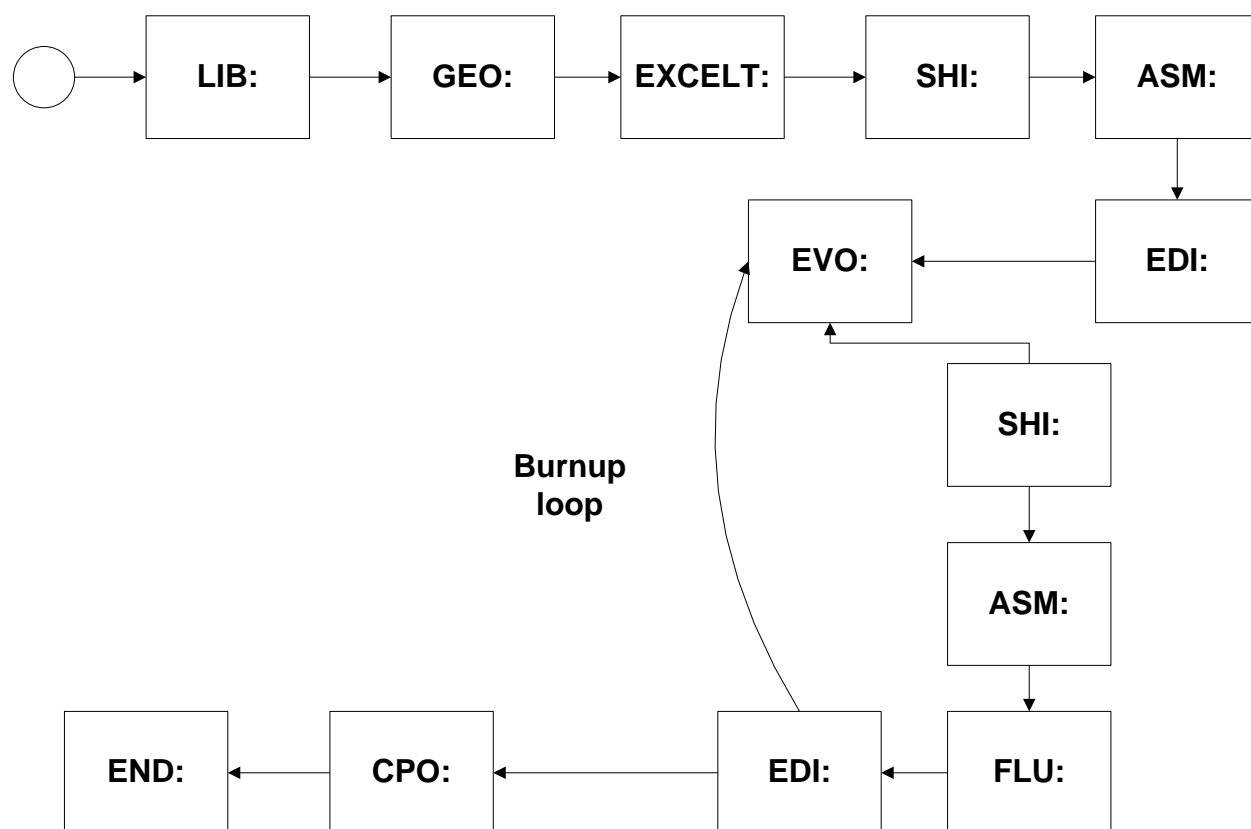 LIB:
GEO:
EXCELT:
SHI:
ASM:
EVO:
EDI:
SHI:
Burnup
loop
ASM:
END:
CPO:
EDI:
FLU: